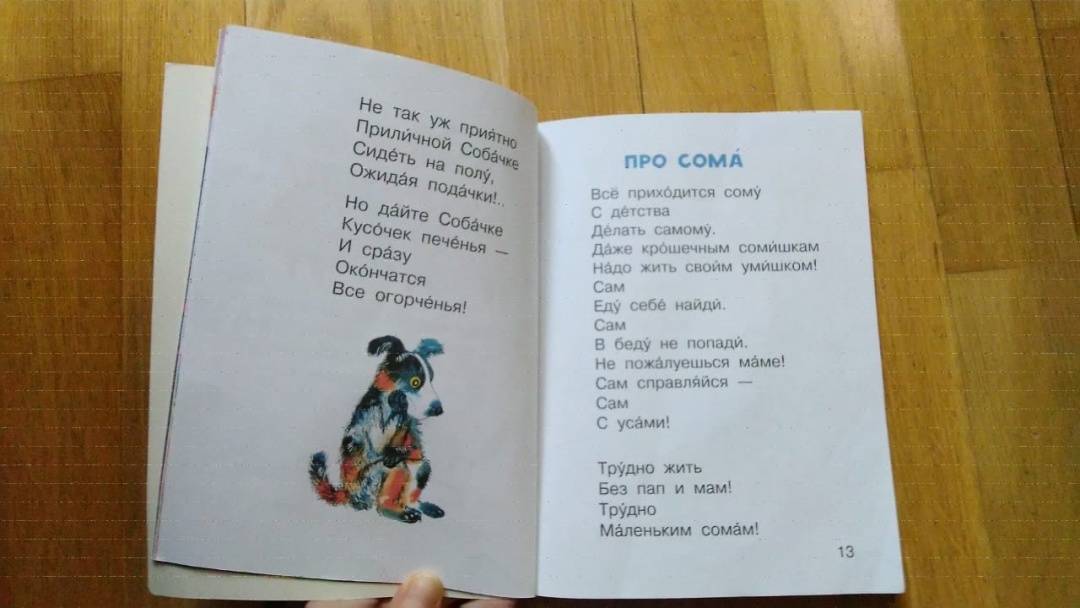 Не так уж прия́тно
Прили́чной Соба́чке
Сиде́ть на полу́,
Ожида́я пода́чки!..
Но да́йте Соба́чке
Кусо́чек пече́нья —
И сра́зу
Око́нчатся
Все огорче́нья!
ПРО СОМА́
Всё прихо́дится сому́
С де́тства
Де́лать самому́.
Да́же кро́шечным соми́шкам
На́до жить свои́м уми́шком!
Сам
Еду́ себе́ найди́.
Сам
В беду́ не попади́.
Не пожа́луешься ма́ме!
Сам справля́йся —
Сам
С уса́ми!
Тру́дно жить
Без пап и мам!
Тру́дно
Ма́леньким сома́м!
13